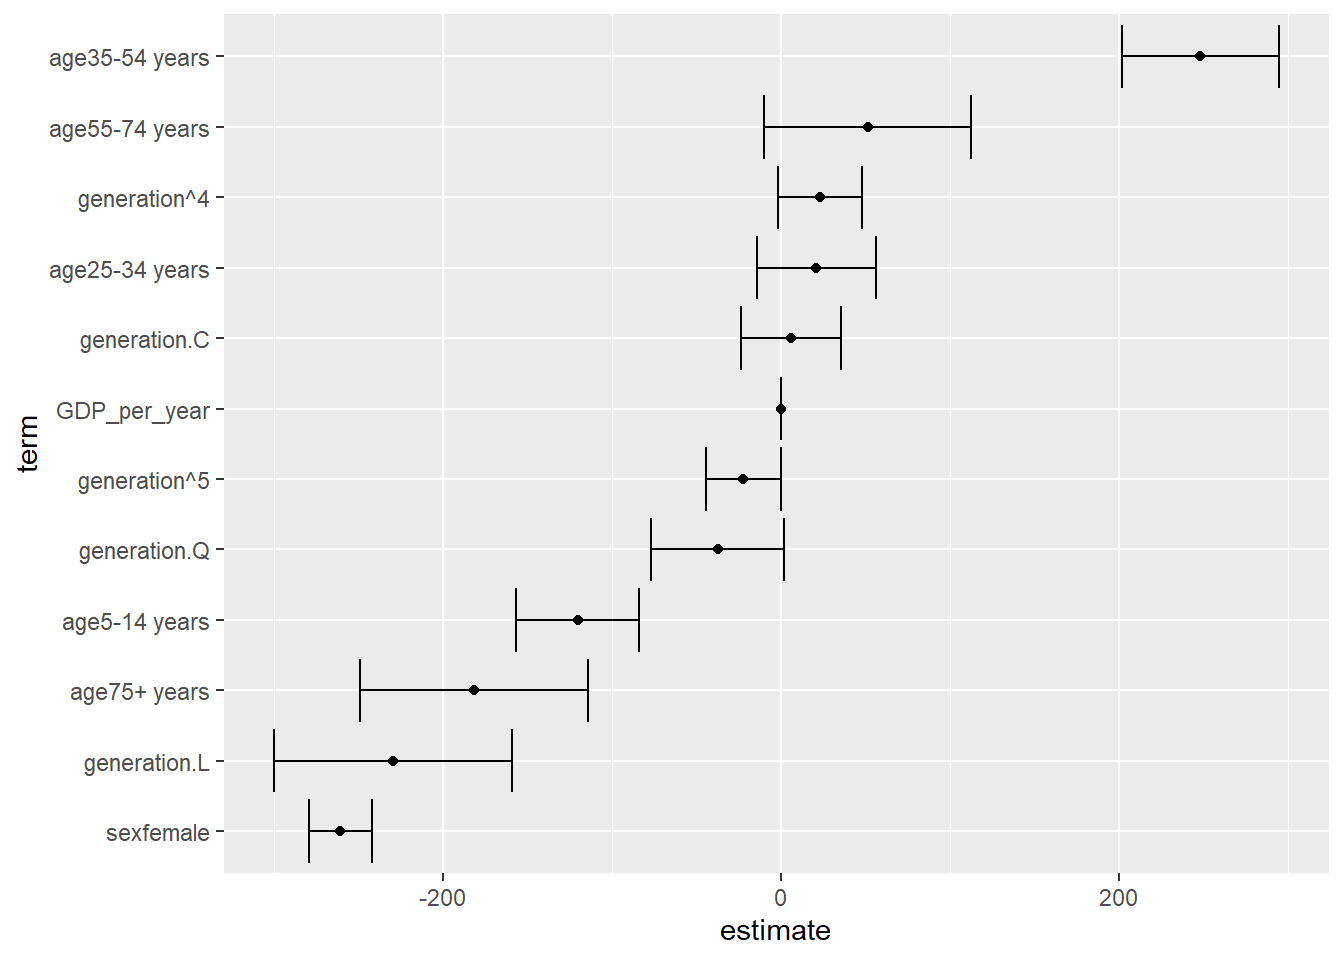 age35-54 years
age55-74 years
generation^4
age25-34 years
generation.C
GDP_per_year
generation^5
generation.Q
age5-14 years
age75+ years
generation.L
sexfemale
term
-200 0 200
estimate